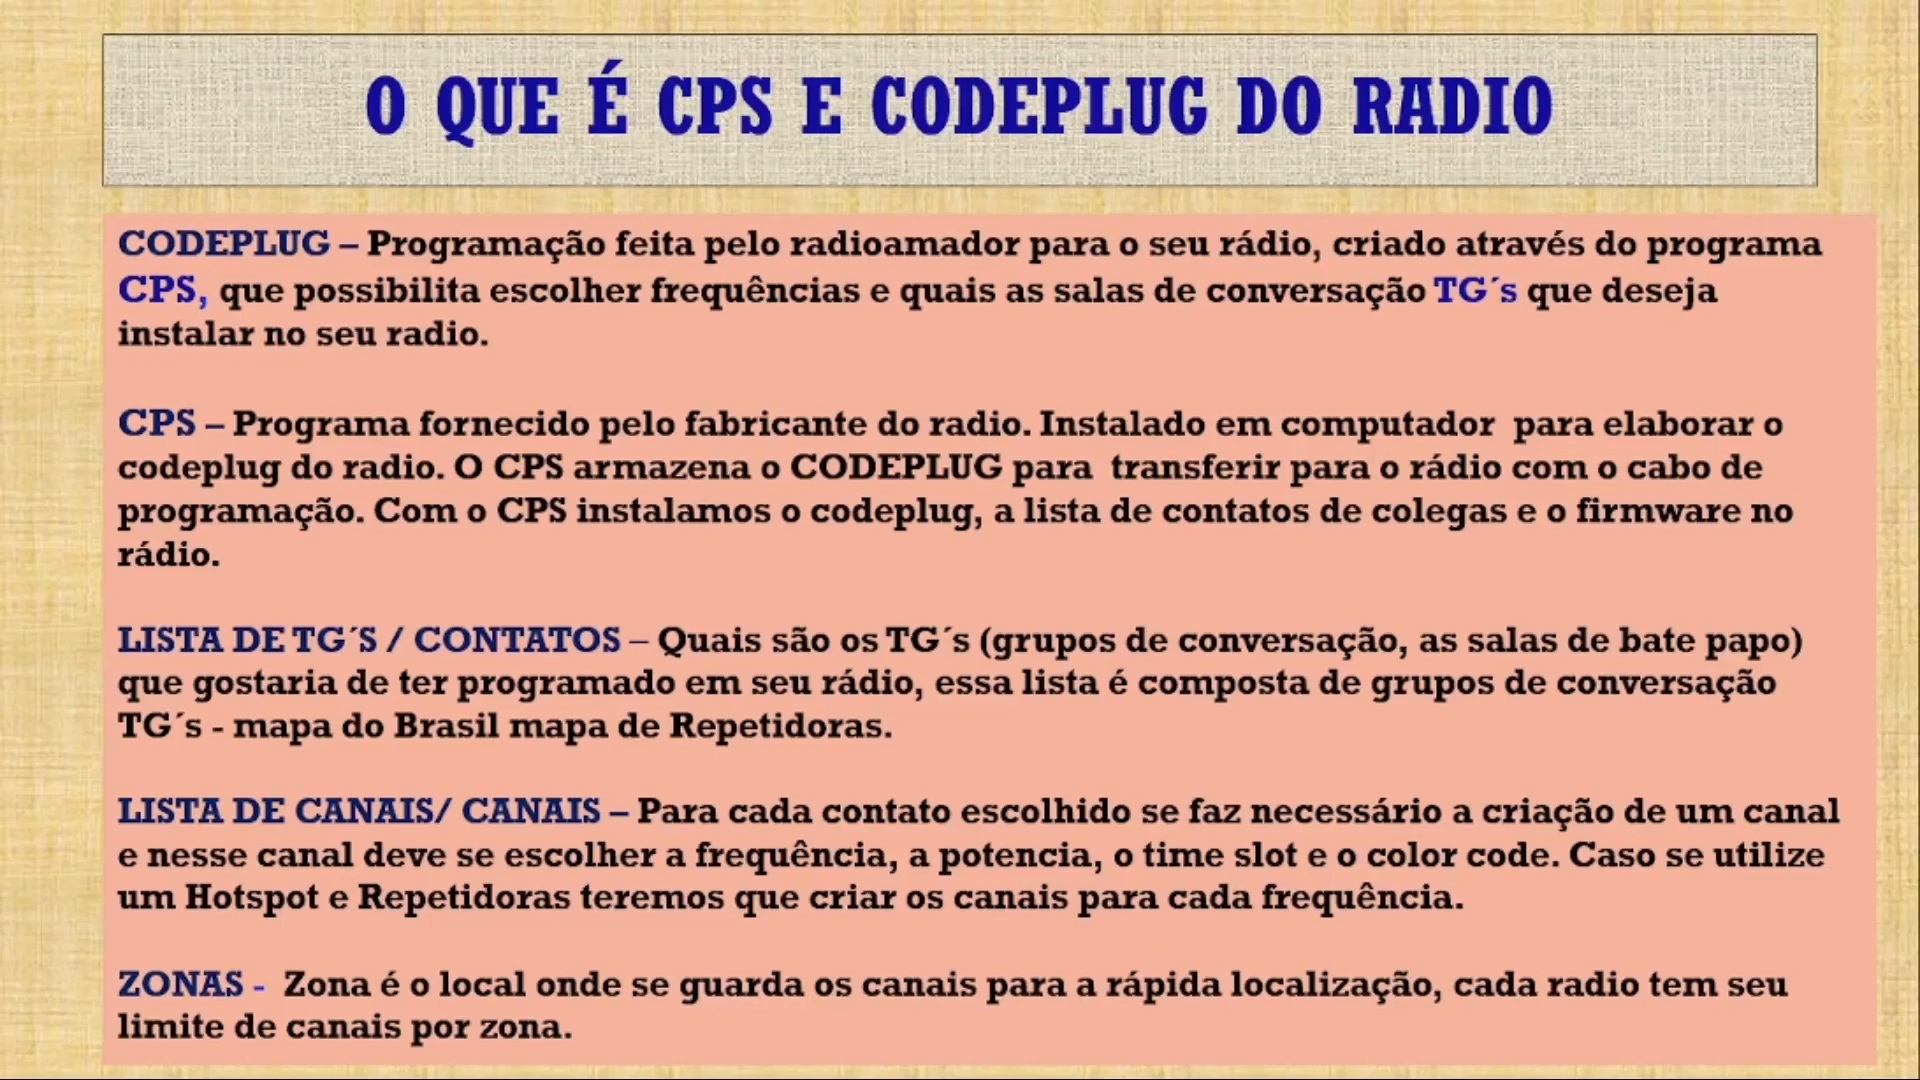 O QUE É CPS E CODEPLUG DO RADIO
CODEPLUG – Programação feita pelo radioamador para o seu rádio, criado através do programa
CPS, que possibilita escolher frequências e quais as salas de conversação TG´s que deseja
instalar no seu radio.
CPS – Programa fornecido pelo fabricante do radio. Instalado em computador para elaborar o
codeplug do radio. O CPS armazena o CODEPLUG para transferir para o rádio com o cabo de
programação. Com o CPS instalamos o codeplug, a lista de contatos de colegas e o firmware no
rádio.
LISTA DE TG´S / CONTATOS – Quais são os TG´s (grupos de conversação, as salas de bate papo)
que gostaria de ter programado em seu rádio, essa lista é composta de grupos de conversação
TG´s - mapa do Brasil mapa de Repetidoras.
LISTA DE CANAIS/ CANAIS – Para cada contato escolhido se faz necessário a criação de um canal
e nesse canal deve se escolher a frequência, a potencia, o time slot e o color code. Caso se utilize
um Hotspot e Repetidoras teremos que criar os canais para cada frequência.
ZONAS - Zona é o local onde se guarda os canais para a rápida localização, cada radio tem seu
limite de canais por zona.